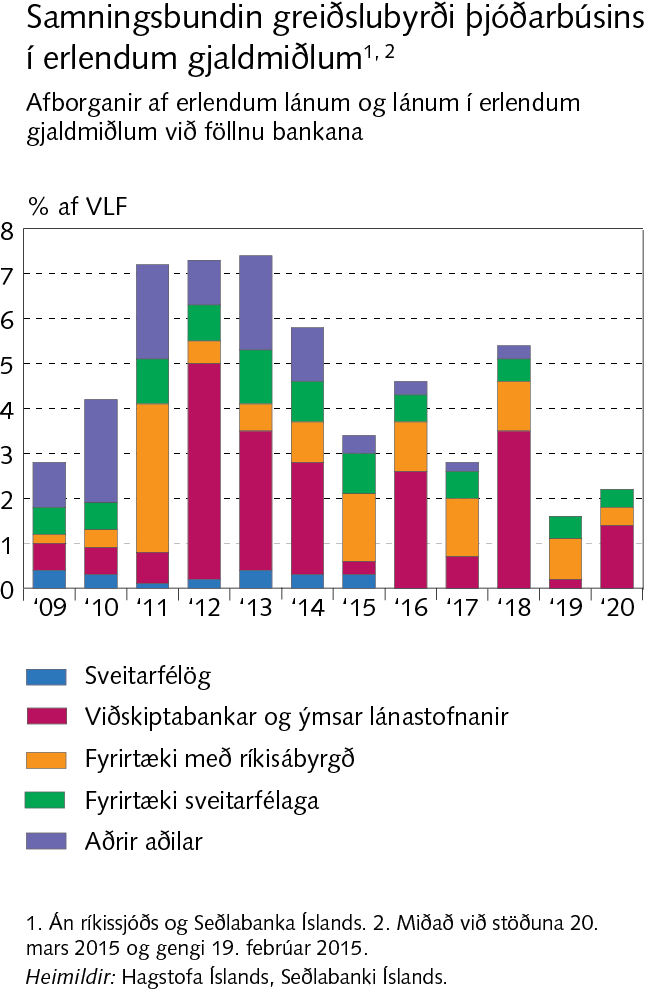 Samningsbundin greiðslubyrði þjóðarbúsins
í erlendum gjaldmiðlum¹, ²
Afborganir af erlendum lánum og lánum í erlendum
gjaldmiðlum við föllnu bankana
% af VLF
8
7
6
5
4
3
2
1
0
‘09 ‘10 ‘11 ‘12 ‘13 ‘14 ‘15 ‘16 ‘17 ‘18 ‘19 ‘20
Sveitarfélög
Viðskiptabankar og ýmsar lánastofnanir
Fyrirtæki með ríkisábyrgð
Fyrirtæki sveitarfélaga
Aðrir aðilar
1. Án ríkissjóðs og Seðlabanka Íslands. 2. Miðað við stöðuna 20.
mars 2015 og gengi 19. febrúar 2015.
Heimildir: Hagstofa Íslands, Seðlabanki Íslands.